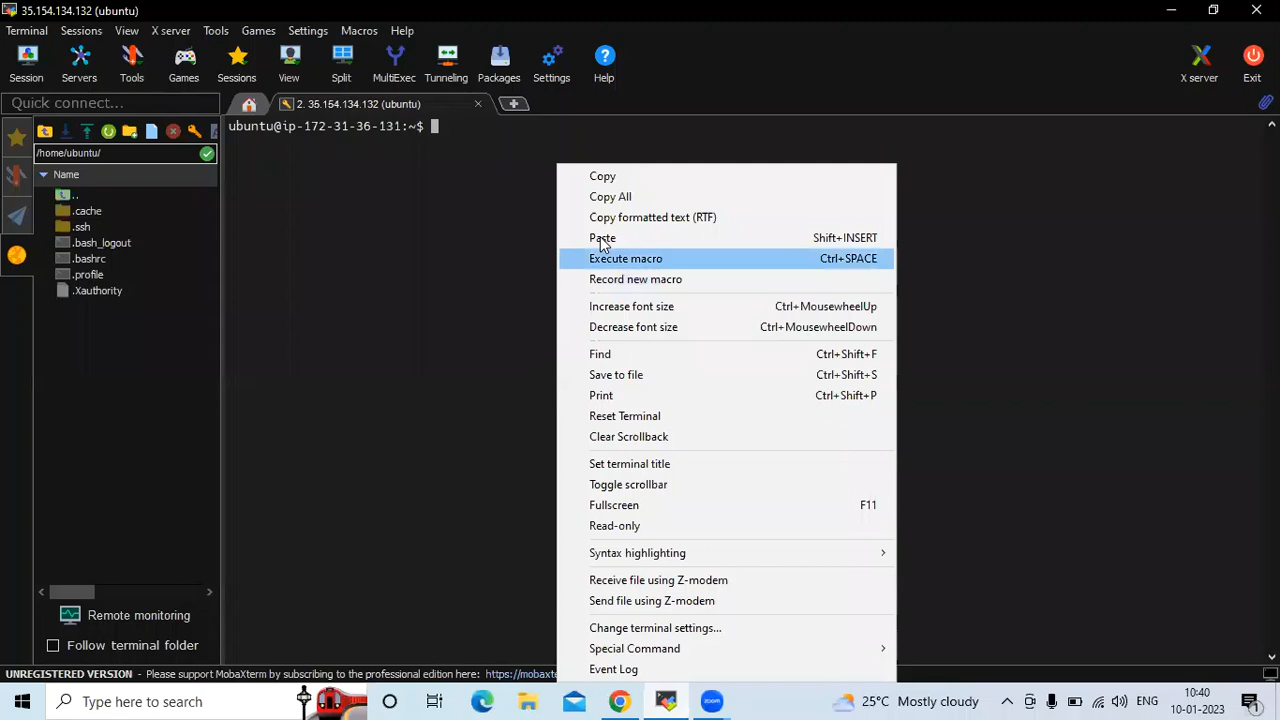 35.154.134.132 (ubuntu)
Terminal Sessions View X server Tools Games Settings Macros Help
Session Servers Tools Games Sessions View Split MultiExec Tunneling Packages Settings Help X server Exit
Quick connect...
2. 35.154.134.132 (ubuntu)
/home/ubuntu/
Name
..
.cache
.ssh
.bash_logout
.bashrc
.profile
.Xauthority
Remote monitoring
Follow terminal folder
ubuntu@ip-172-31-36-131:~$
Copy
Copy All
Copy formatted text (RTF)
Paste Shift+INSERT
Execute macro Ctrl+SPACE
Record new macro
Increase font size Ctrl+MousewheelUp
Decrease font size Ctrl+MousewheelDown
Find Ctrl+Shift+F
Save to file Ctrl+Shift+S
Print Ctrl+Shift+P
Reset Terminal
Clear Scrollback
Set terminal title
Toggle scrollbar
Fullscreen F11
Read-only
Syntax highlighting
Receive file using Z-modem
Send file using Z-modem
Change terminal settings...
Special Command
Event Log
UNREGISTERED VERSION - Please support MobaXterm by subscribing to the professional edition here: https://mobaxte
Type here to search
zoom
25°C Mostly cloudy
10:40
10-01-2023
1